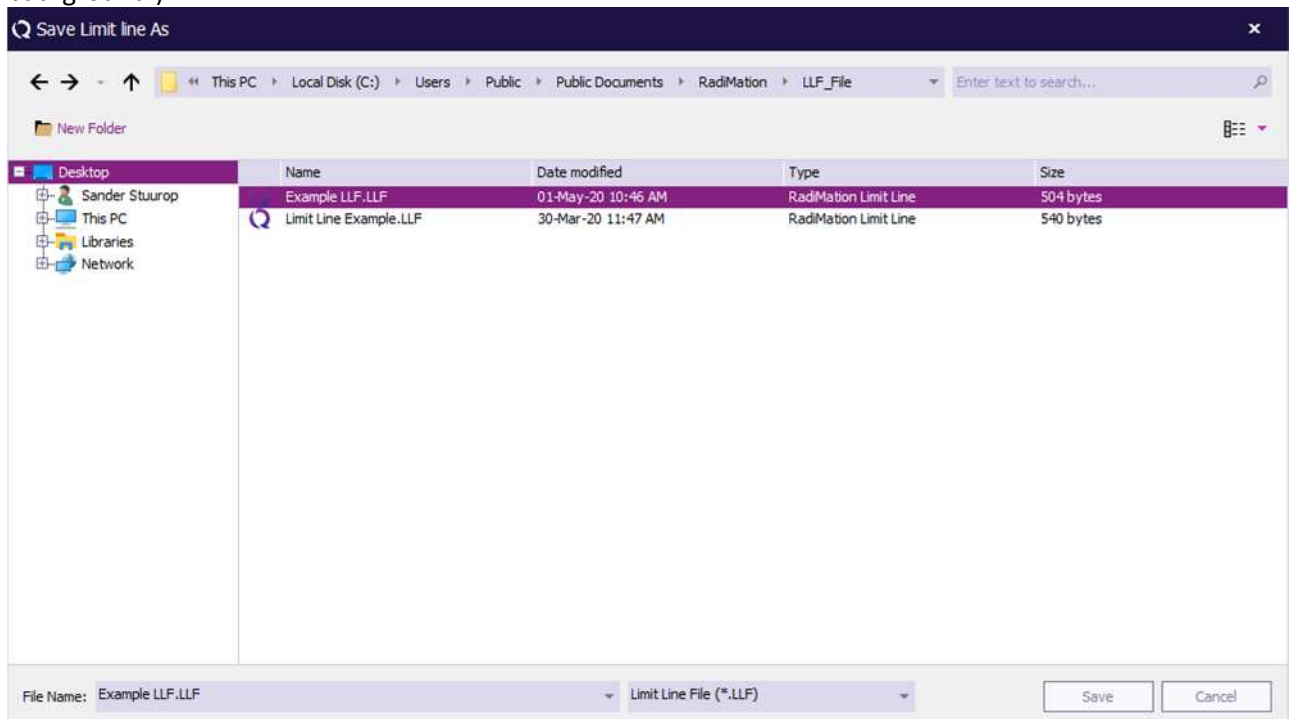 Save Limit line As
This PC Local Disk (C:) Users Public Public Documents RadiMation LLF_File Enter text to search...
New Folder
Desktop Name Date modified Type Size
Sander Stuurop Example LLF.LLF 01-May-20 10:46 AM RadiMation Limit Line 504 bytes
This PC Limit Line Example.LLF 30-Mar-20 11:47 AM RadiMation Limit Line 540 bytes
Libraries
Network
File Name: Example LLF.LLF Limit Line File (*.LLF) Save Cancel